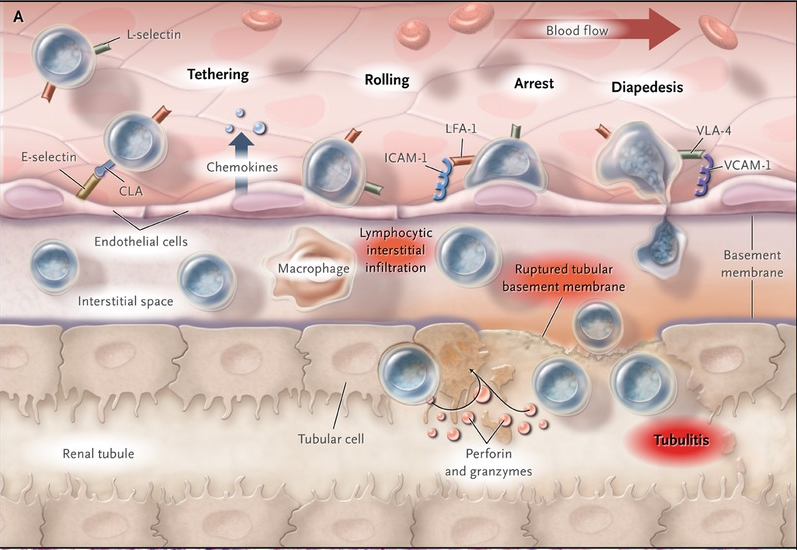 A
L-selectin
Blood flow
Tethering
Rolling
Arrest
Diapedesis
LFA-1
VLA-4
E-selectin
ICAM-1
VCAM-1
Chemokines
CLA
Endothelial cells
Lymphocytic
interstitial
infiltration
Macrophage
Ruptured tubular
basement membrane
Basement
membrane
Interstitial space
Tubular cell
Tubulitis
Renal tubule
Perforin
and granzymes